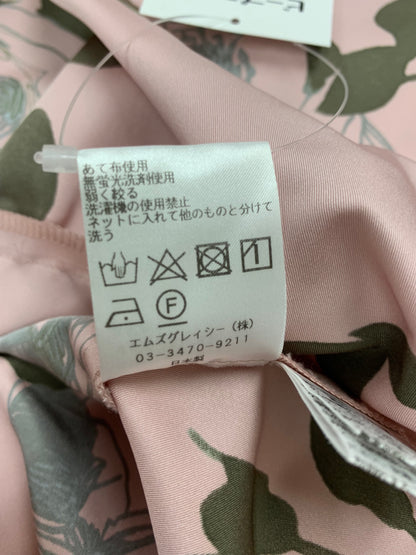 あて布使用
無蛍光洗剤使用
弱く絞る
洗濯機の使用禁止
ネットに入れて他のものと分けて
洗う
F
エムズグレイシー(株)
03-3470-9211
日本製